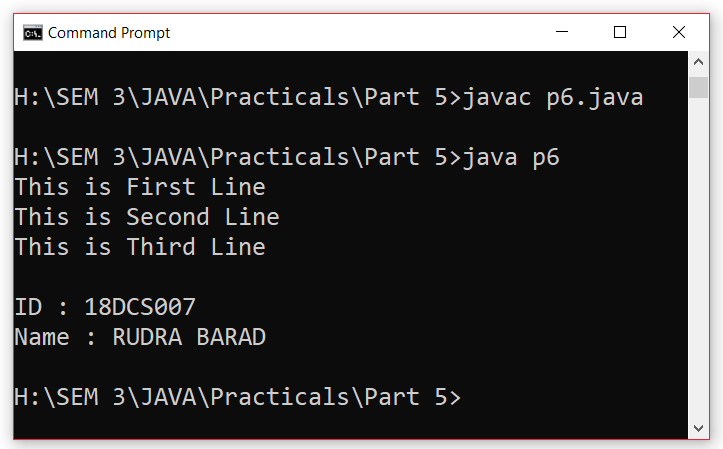 Command Prompt
H:\SEM 3\JAVA\Practicals\Part 5>javac p6.java
H:\SEM 3\JAVA\Practicals\Part 5>java p6
This is First Line
This is Second Line
This is Third Line
ID : 18DCS007
Name : RUDRA BARAD
H:\SEM 3\JAVA\Practicals\Part 5>